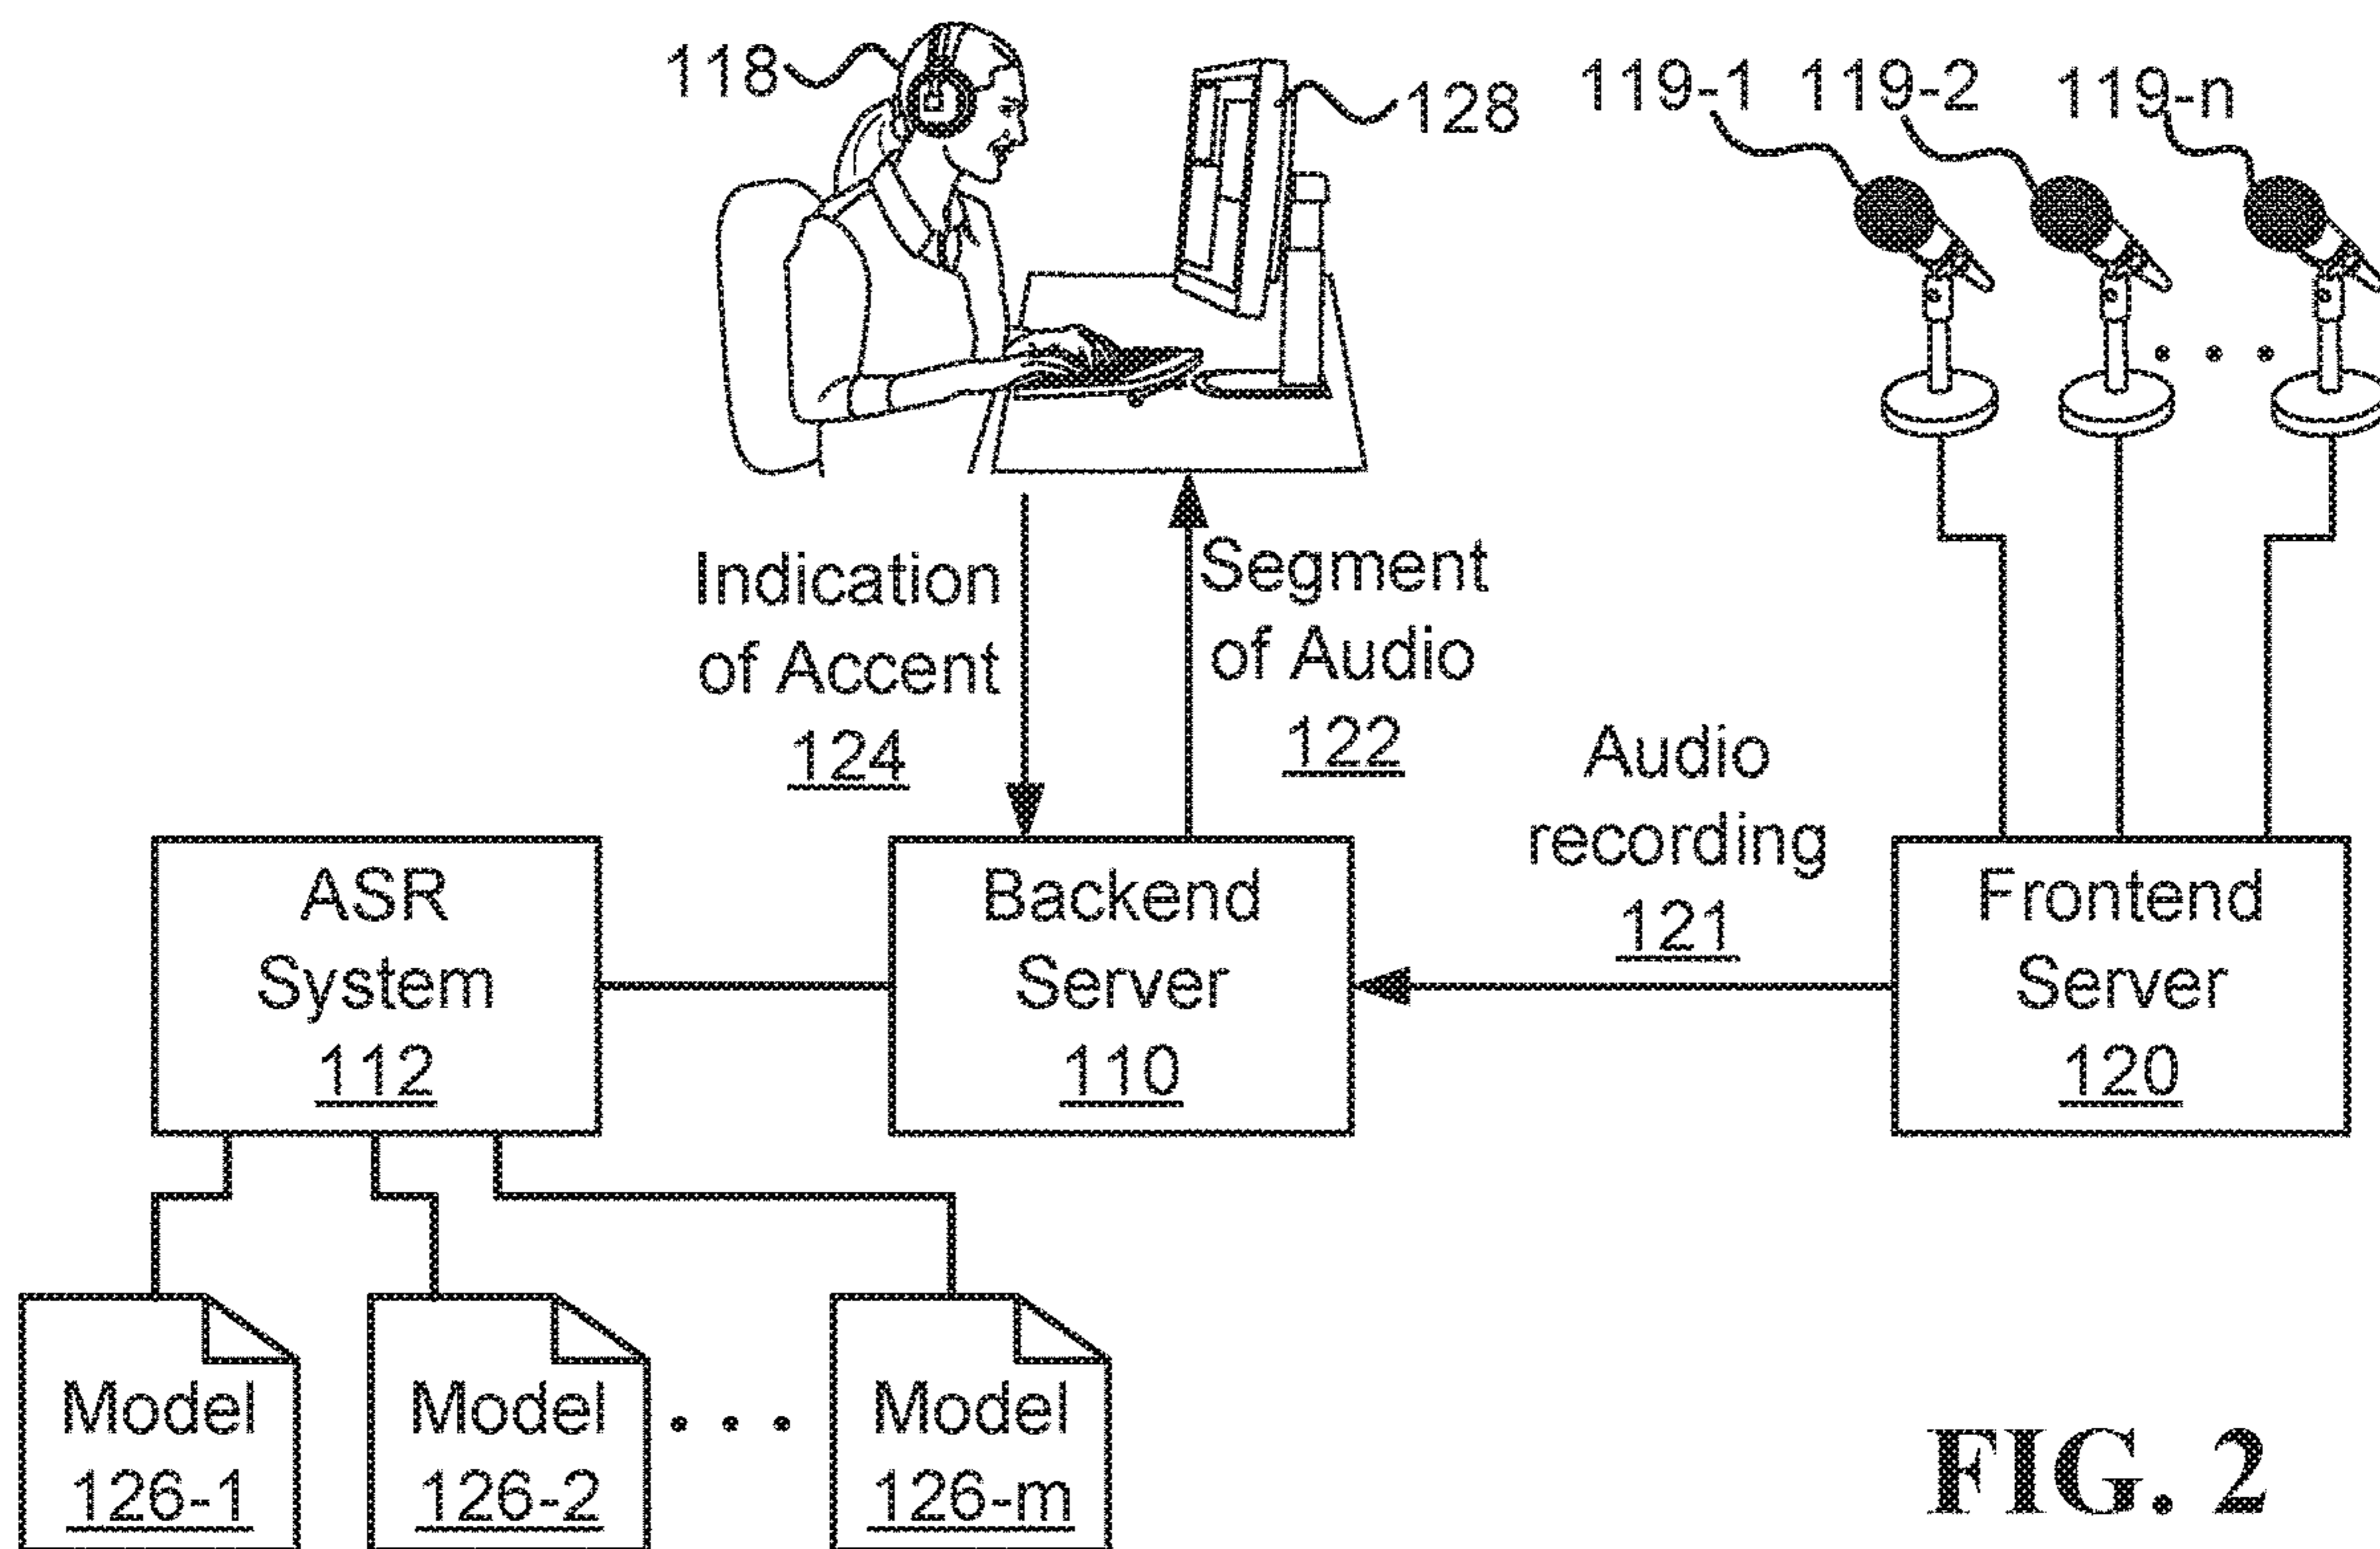 118
128
119-1
119-2
119-n
Indication
of Accent
124
Segment
of Audio
122
Audio
recording
121
ASR
System
112
Backend
Server
110
Frontend
Server
120
Model
126-1
Model
126-2
Model
126-m
FIG. 2